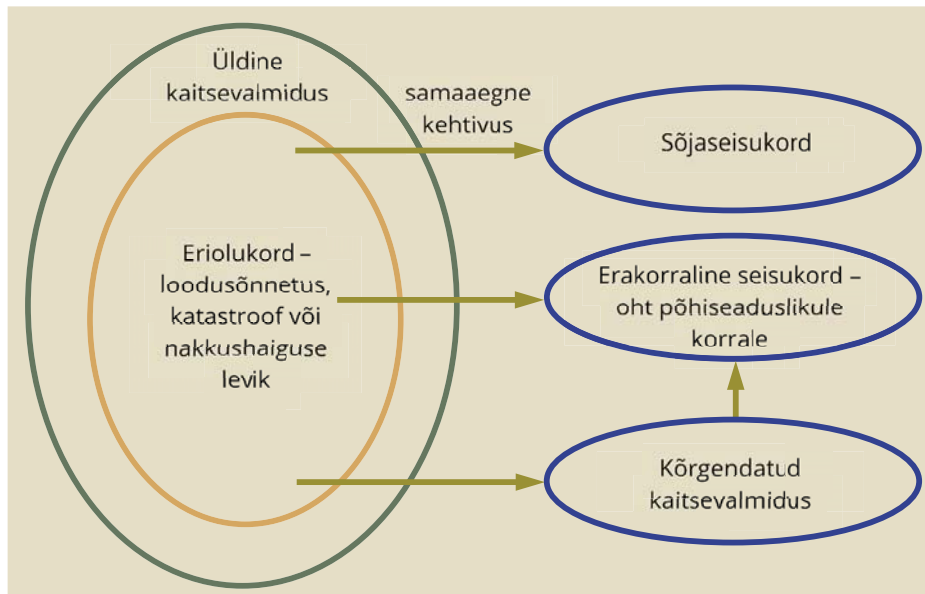 Üldine
kaitsevalmidus
samaaegne
kehtivus
Sõjaseisukord
Eriolukord –
loodusõnnetus,
katastroof või
nakkushaiguse
levik
Erakorraline seisukord –
oht põhiseaduslikule
korrale
Kõrgendatud
kaitsevalmidus